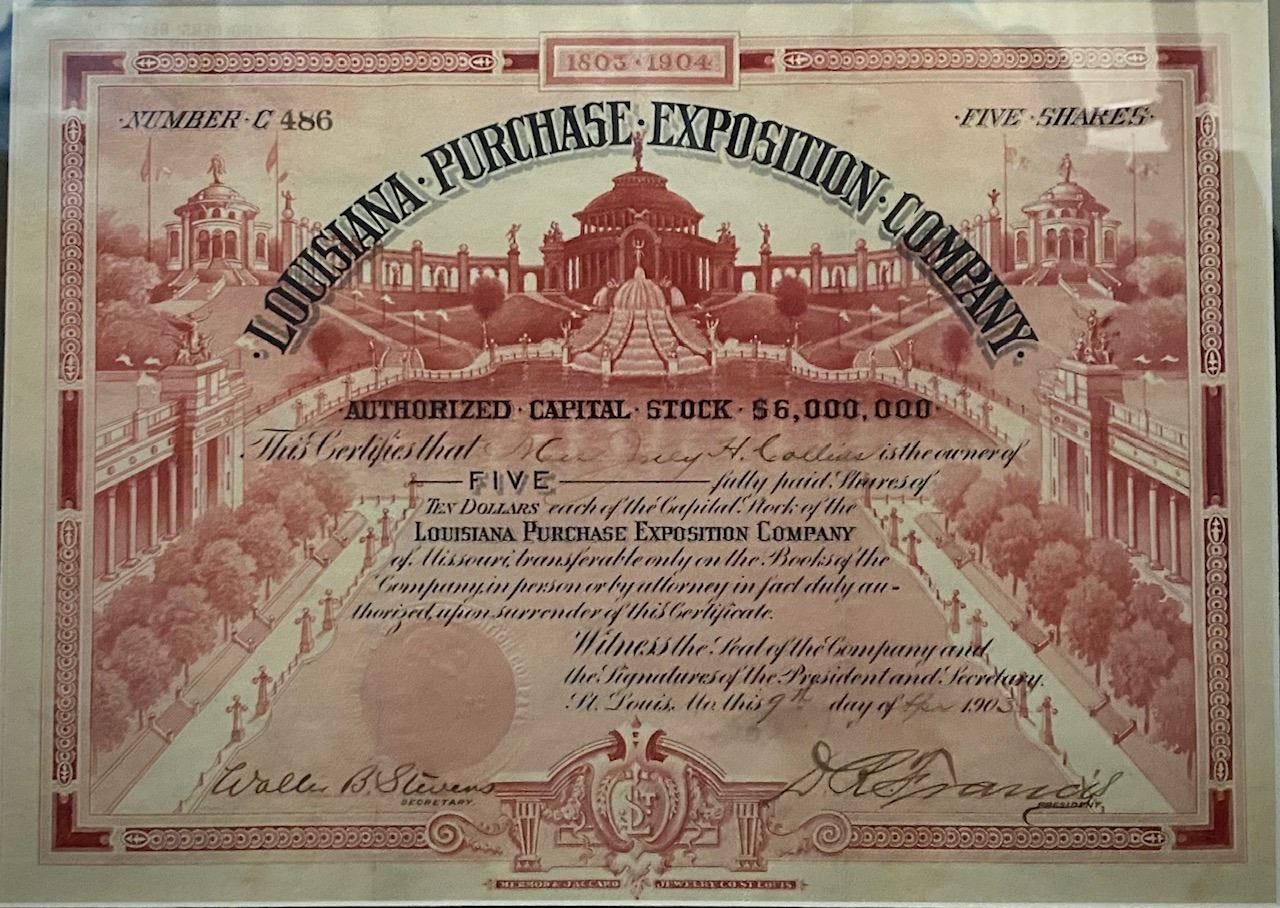 1803 · 1904
· NUMBER · C 486
· FIVE · SHARES ·
· LOUISIANA · PURCHASE · EXPOSITION · COMPANY ·
· AUTHORIZED · CAPITAL · STOCK · $6,000,000 ·
This Certifies that H. Collins is the owner of
FIVE fully paid Shares of
TEN DOLLARS each of the Capital Stock of the
LOUISIANA PURCHASE EXPOSITION COMPANY
of Missouri, transferable only on the Books of the
Company, in person or by attorney in fact duly au-
thorized, upon surrender of this Certificate.
Witness the Seal of the Company and
the Signatures of the President and Secretary.
St. Louis, Mo. this 9th day of Apr 1903
Walter B. Stevens
SECRETARY.
D R Francis
PRESIDENT,
MERMOD & JACCARD JEWELRY CO ST LOUIS